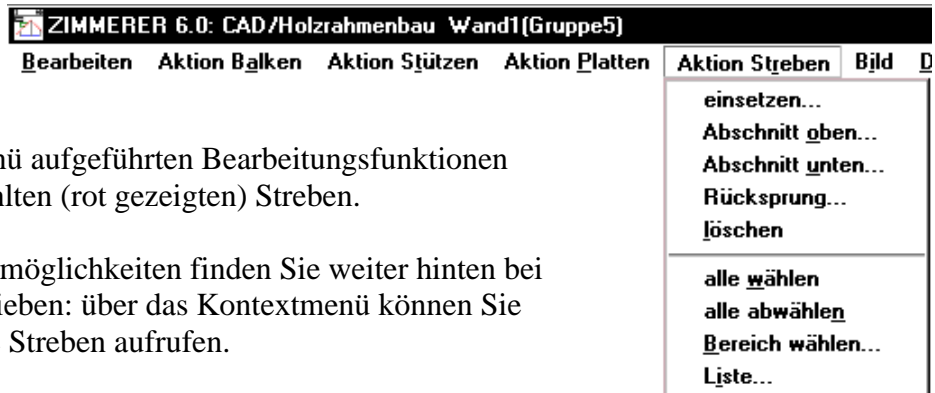 ZIMMERER 6.0: CAD/Holzrahmenbau Wand1(Gruppe5)
Bearbeiten Aktion Balken Aktion Stützen Aktion Platten Aktion Streben Bild D
einsetzen...
Abschnitt oben...
Abschnitt unten...
Rücksprung...
löschen
alle wählen
alle abwählen
Bereich wählen...
Liste...
nü aufgeführten Bearbeitungsfunktionen
hlten (rot gezeigten) Streben.
möglichkeiten finden Sie weiter hinten bei
ieben: über das Kontextmenü können Sie
Streben aufrufen.